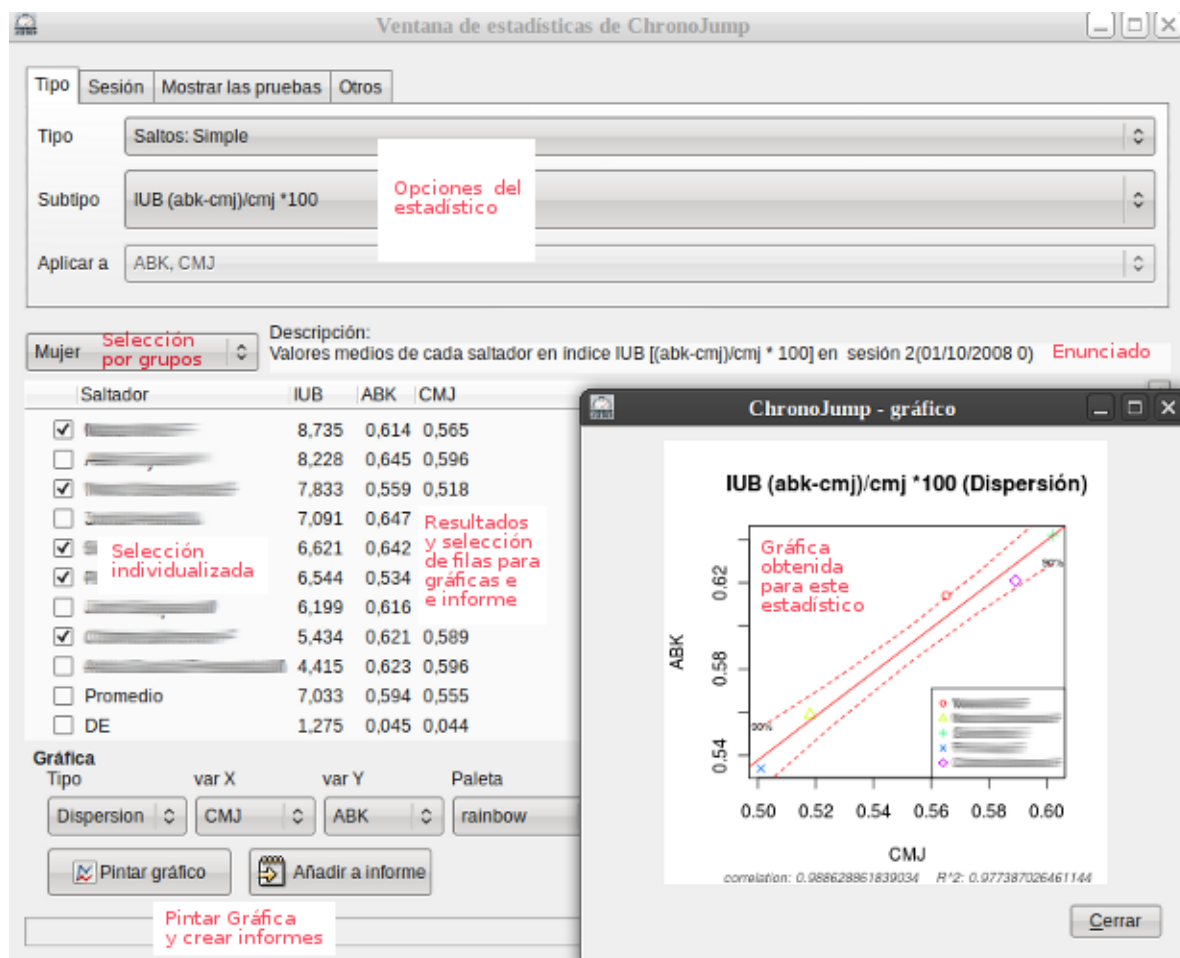 Ventana de estadísticas de ChronoJump
Tipo Sesión Mostrar las pruebas Otros
Tipo Saltos: Simple
Subtipo IUB (abk-cmj)/cmj *100
Opciones del
estadístico
Aplicar a ABK, CMJ
Mujer
Selección
por grupos
Descripción:
Valores medios de cada saltador en índice IUB [(abk-cmj)/cmj * 100] en sesión 2(01/10/2008 0)
Enunciado
Saltador IUB ABK CMJ
8,735 0,614 0,565
8,228 0,645 0,596
7,833 0,559 0,518
7,091 0,647
6,621 0,642
6,544 0,534
6,199 0,616
5,434 0,621 0,589
4,415 0,623 0,596
Promedio 7,033 0,594 0,555
DE 1,275 0,045 0,044
Selección
individualizada
Resultados
y selección
de filas para
gráficas e
e informe
Gráfica
Tipo var X var Y Paleta
Dispersion CMJ ABK rainbow
Pintar gráfico Añadir a informe
Pintar Gráfica
y crear informes
ChronoJump - gráfico
IUB (abk-cmj)/cmj *100 (Dispersión)
Gráfica
obtenida
para este
estadístico
90%
90%
ABK
0.62
0.58
0.54
0.50 0.52 0.54 0.56 0.58 0.60
CMJ
correlation: 0.988628861839034 R^2: 0.977387026461144
Cerrar